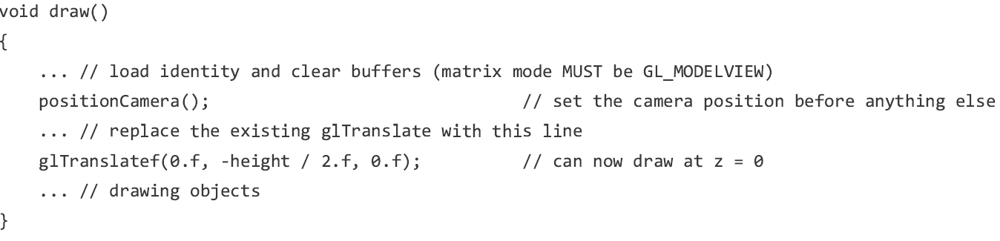 void draw()
{
    ... // load identity and clear buffers (matrix mode MUST be GL_MODELVIEW)
    positionCamera();                                // set the camera position before anything else
    ... // replace the existing glTranslate with this line
    glTranslatef(0.f, -height / 2.f, 0.f);          // can now draw at z = 0
    ... // drawing objects
}